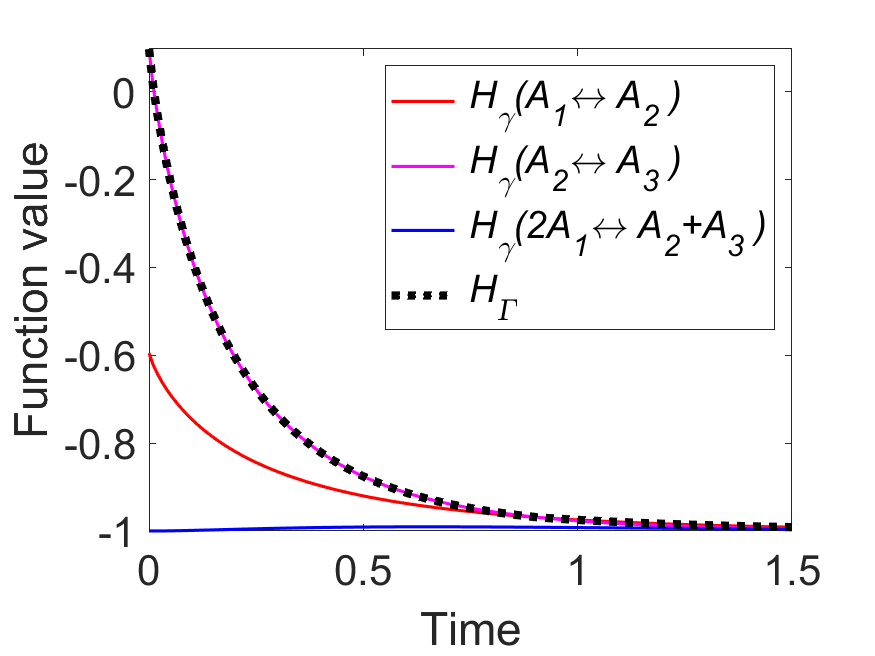 Function value
0
-0.2
-0.4
-0.6
-0.8
-1
H_γ(A_1↔A_2)
H_γ(A_2↔A_3)
H_γ(2A_1↔A_2+A_3)
H_Γ
0 0.5 1 1.5
Time